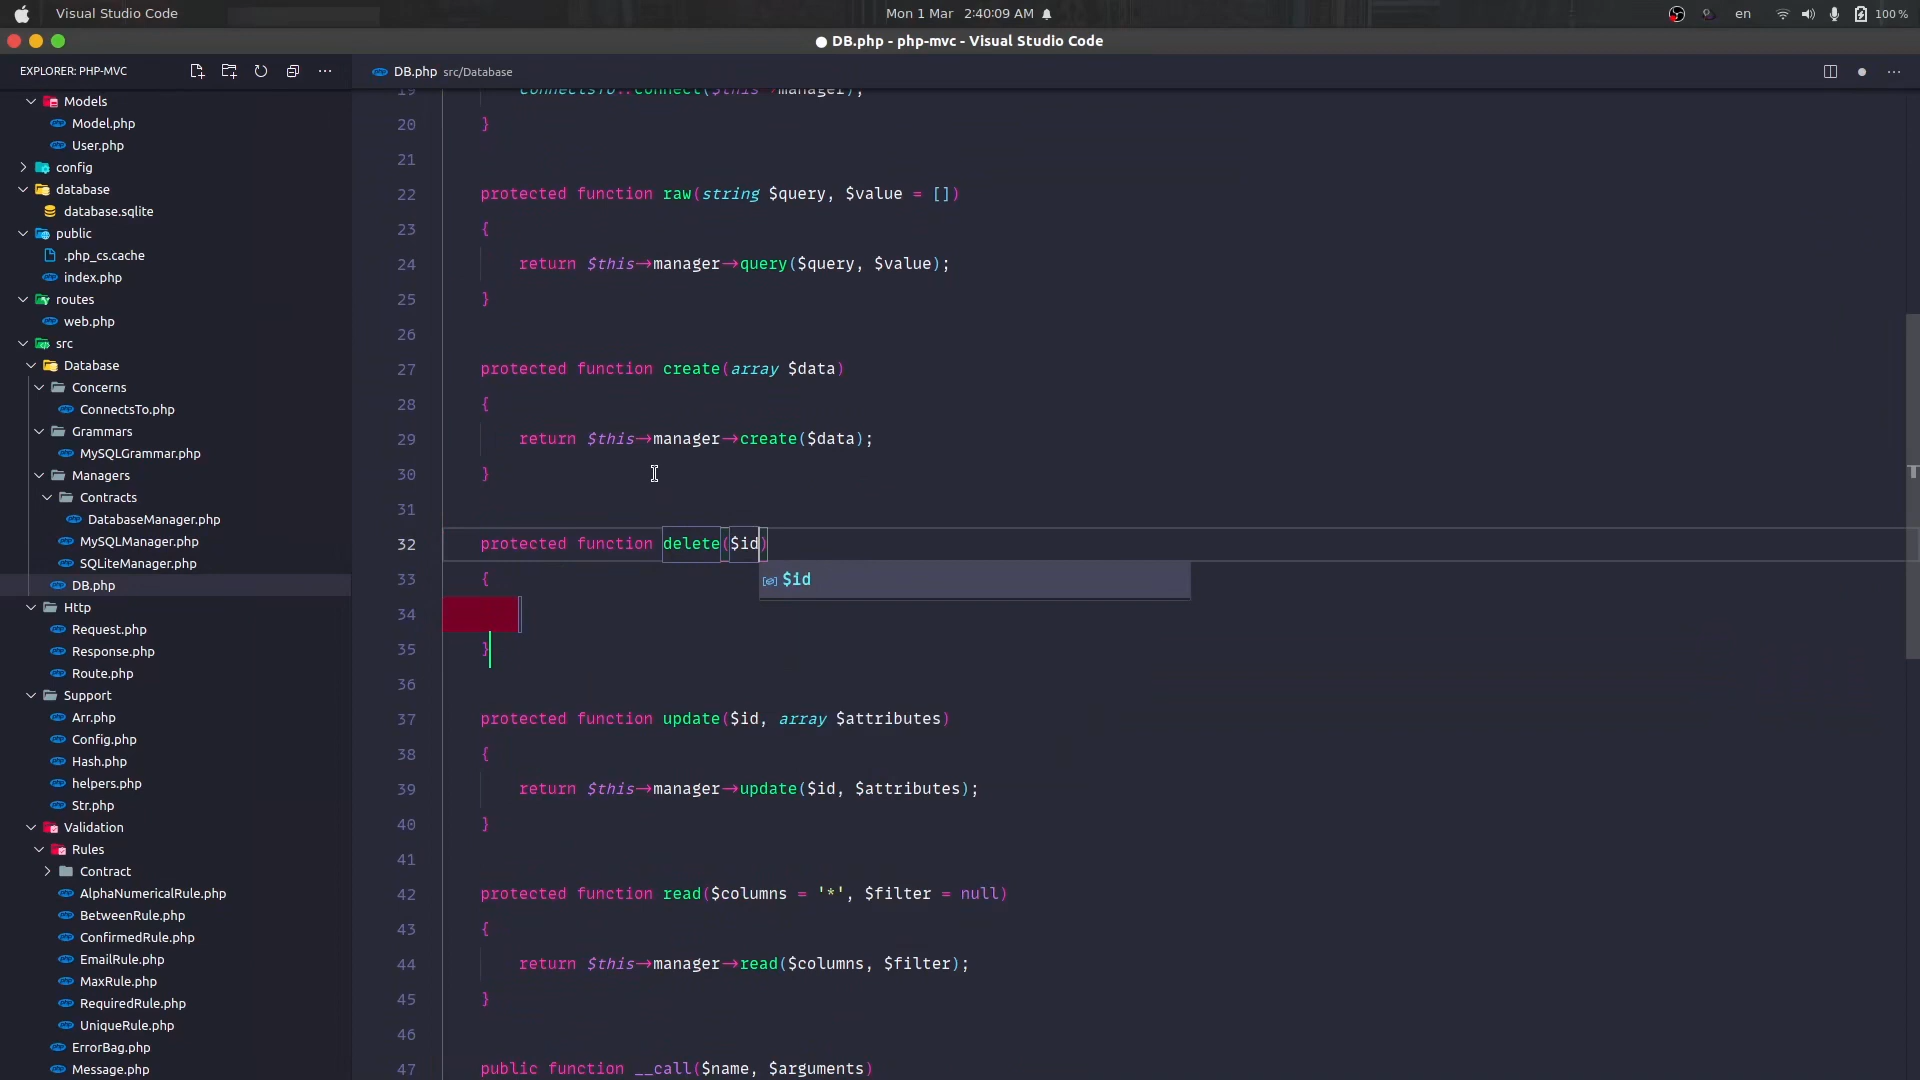 Visual Studio Code
Mon 1 Mar 2:40:09 AM
en
100 %
DB.php - php-mvc - Visual Studio Code
EXPLORER: PHP-MVC
DB.php src/Database
Models
Model.php
User.php
config
database
database.sqlite
public
.php_cs.cache
index.php
routes
web.php
src
Database
Concerns
ConnectsTo.php
Grammars
MySQLGrammar.php
Managers
Contracts
DatabaseManager.php
MySQLManager.php
SQLiteManager.php
DB.php
Http
Request.php
Response.php
Route.php
Support
Arr.php
Config.php
Hash.php
helpers.php
Str.php
Validation
Rules
Contract
AlphaNumericalRule.php
BetweenRule.php
ConfirmedRule.php
EmailRule.php
MaxRule.php
RequiredRule.php
UniqueRule.php
ErrorBag.php
Message.php
19 ConnectsTo::connect($this->manager);
20 }
21
22 protected function raw(string $query, $value = [])
23 {
24 return $this->manager->query($query, $value);
25 }
26
27 protected function create(array $data)
28 {
29 return $this->manager->create($data);
30 }
31
32 protected function delete($id)
33 {
$id
34
35 }
36
37 protected function update($id, array $attributes)
38 {
39 return $this->manager->update($id, $attributes);
40 }
41
42 protected function read($columns = '*', $filter = null)
43 {
44 return $this->manager->read($columns, $filter);
45 }
46
47 public function __call($name, $arguments)